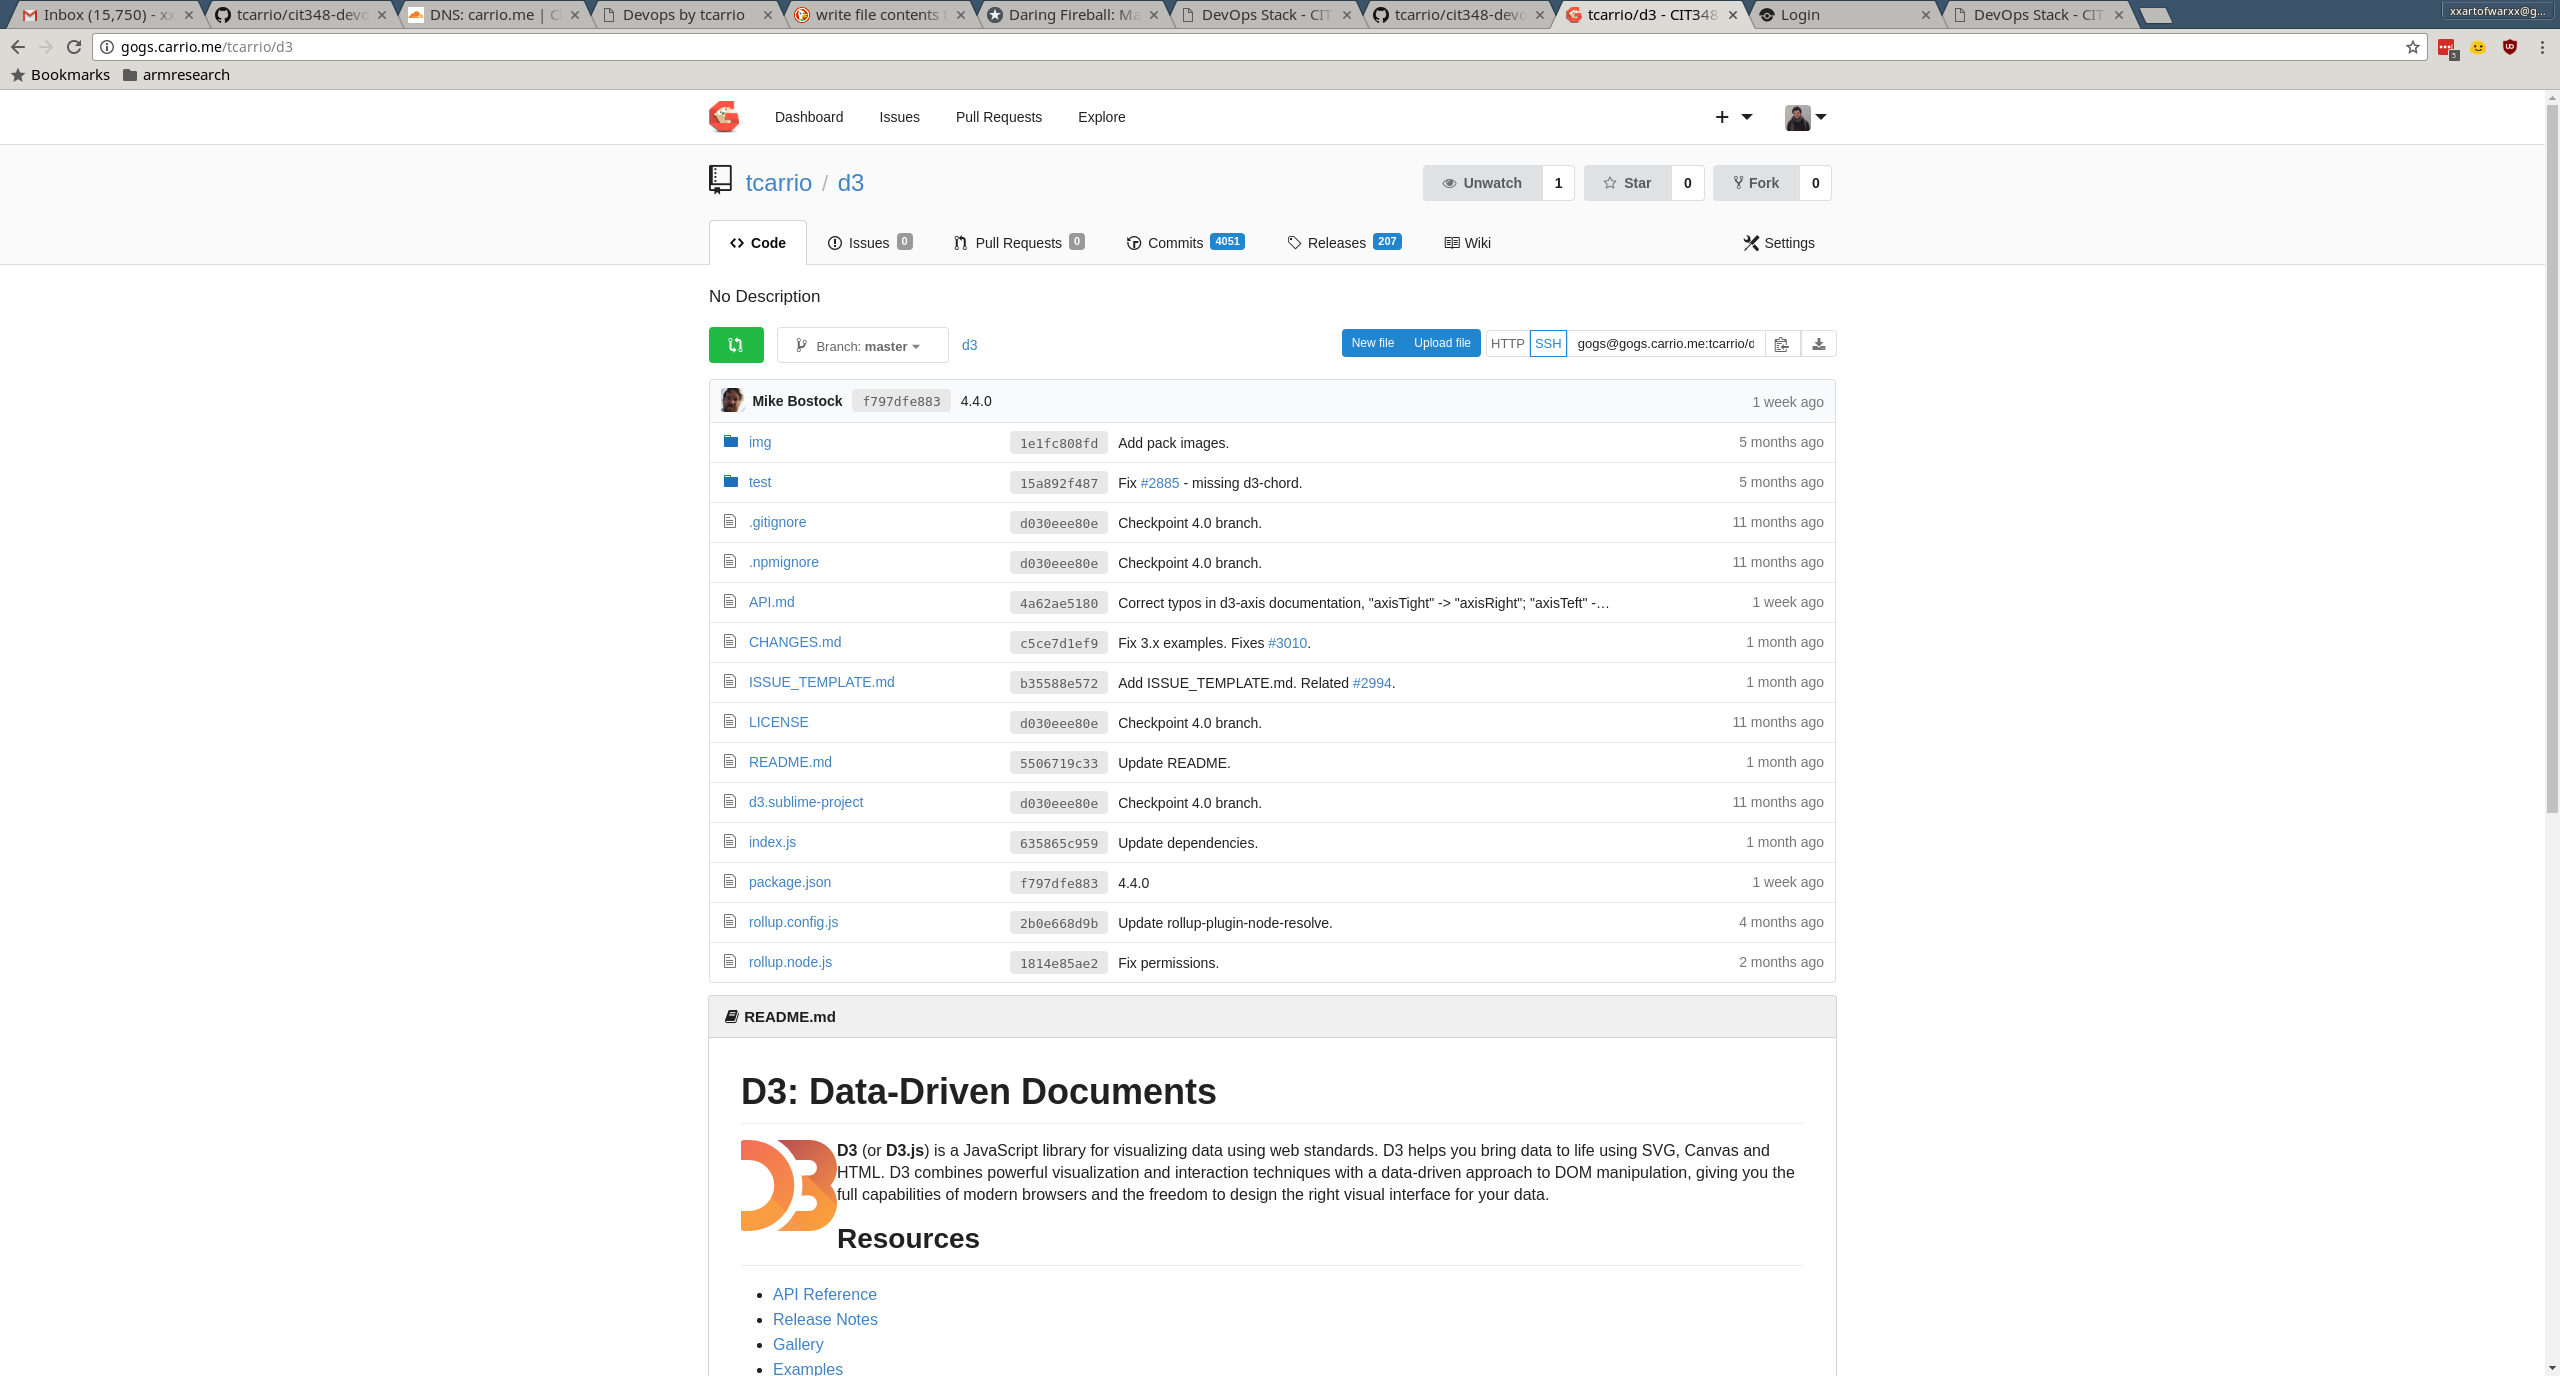 Inbox (15,750) - xx
tcarrio/cit348-devo
DNS: carrio.me | Cl
Devops by tcarrio
write file contents t
Daring Fireball: Ma
DevOps Stack - CIT
tcarrio/cit348-devo
tcarrio/d3 - CIT348
Login
DevOps Stack - CIT
xxartofwarxx@g...
gogs.carrio.me/tcarrio/d3
Bookmarks armresearch
Dashboard Issues Pull Requests Explore
tcarrio / d3
Unwatch 1 Star 0 Fork 0
Code Issues 0 Pull Requests 0 Commits 4051 Releases 207 Wiki Settings
No Description
Branch: master d3 New file Upload file HTTP SSH gogs@gogs.carrio.me:tcarrio/d
Mike Bostock f797dfe883 4.4.0 1 week ago
img 1e1fc808fd Add pack images. 5 months ago
test 15a892f487 Fix #2885 - missing d3-chord. 5 months ago
.gitignore d030eee80e Checkpoint 4.0 branch. 11 months ago
.npmignore d030eee80e Checkpoint 4.0 branch. 11 months ago
API.md 4a62ae5180 Correct typos in d3-axis documentation, "axisTight" -> "axisRight"; "axisTeft" -… 1 week ago
CHANGES.md c5ce7d1ef9 Fix 3.x examples. Fixes #3010. 1 month ago
ISSUE_TEMPLATE.md b35588e572 Add ISSUE_TEMPLATE.md. Related #2994. 1 month ago
LICENSE d030eee80e Checkpoint 4.0 branch. 11 months ago
README.md 5506719c33 Update README. 1 month ago
d3.sublime-project d030eee80e Checkpoint 4.0 branch. 11 months ago
index.js 635865c959 Update dependencies. 1 month ago
package.json f797dfe883 4.4.0 1 week ago
rollup.config.js 2b0e668d9b Update rollup-plugin-node-resolve. 4 months ago
rollup.node.js 1814e85ae2 Fix permissions. 2 months ago
README.md
D3: Data-Driven Documents
D3 (or D3.js) is a JavaScript library for visualizing data using web standards. D3 helps you bring data to life using SVG, Canvas and
HTML. D3 combines powerful visualization and interaction techniques with a data-driven approach to DOM manipulation, giving you the
full capabilities of modern browsers and the freedom to design the right visual interface for your data.
Resources
API Reference
Release Notes
Gallery
Examples